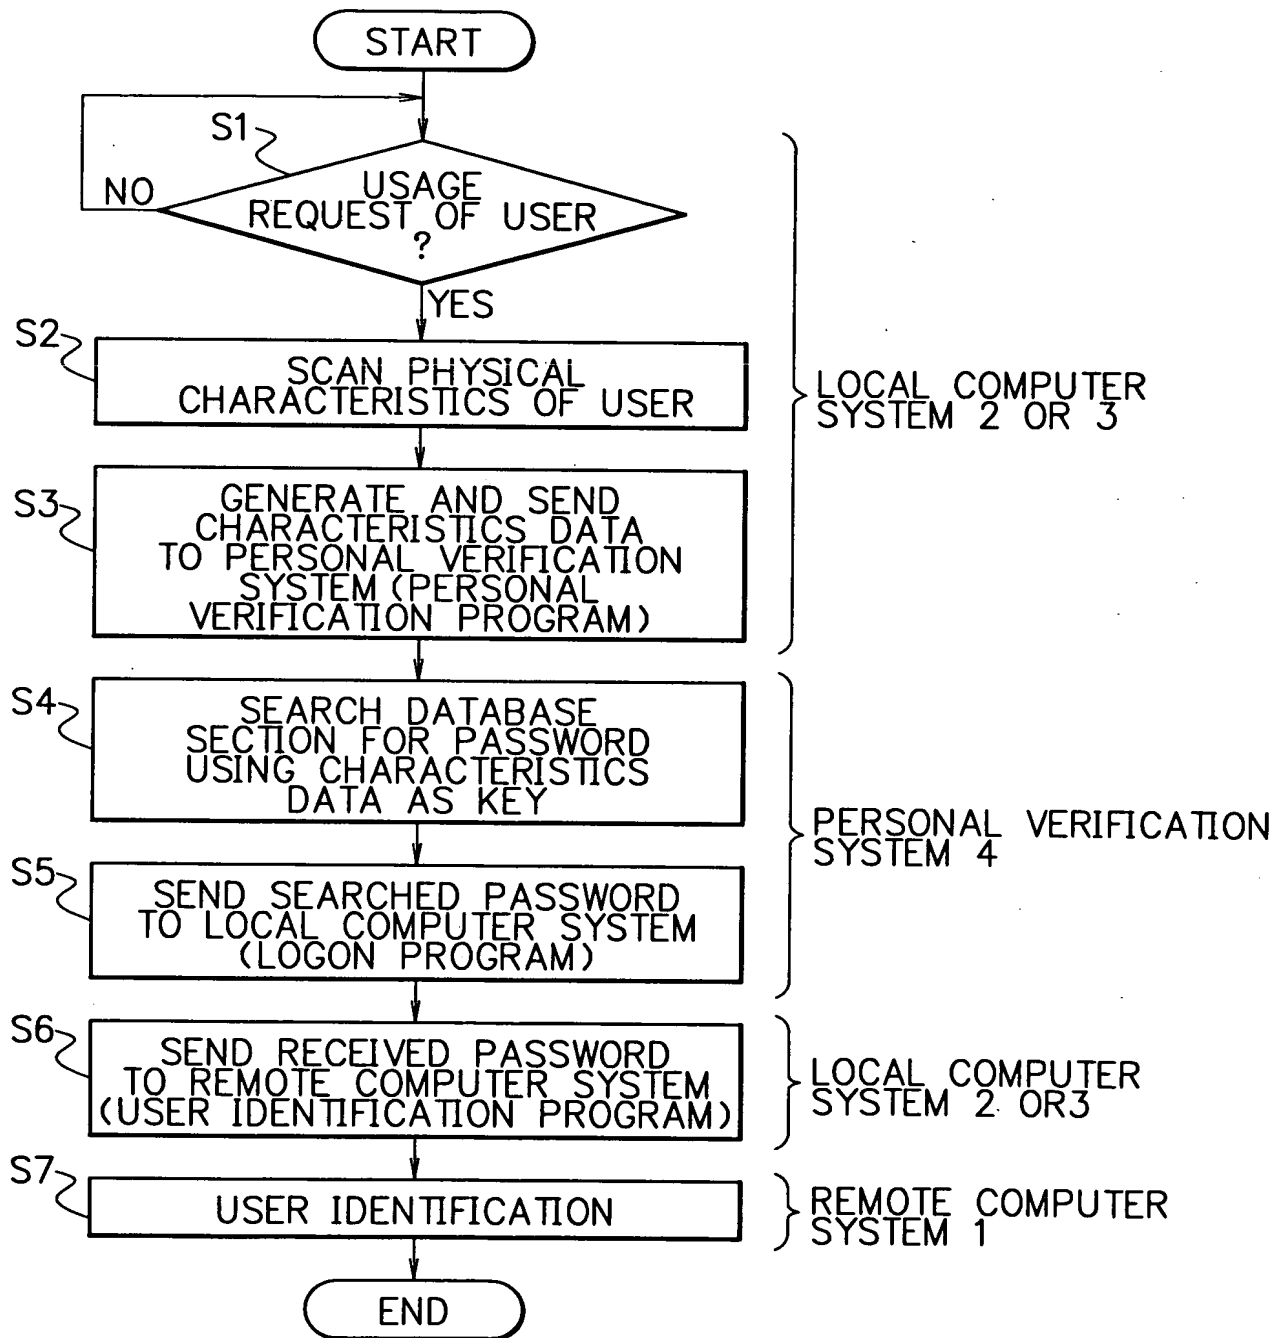 START
S1
NO
USAGE
REQUEST OF USER
?
YES
S2
SCAN PHYSICAL
CHARACTERISTICS OF USER
LOCAL COMPUTER
SYSTEM 2 OR 3
S3
GENERATE AND SEND
CHARACTERISTICS DATA
TO PERSONAL VERIFICATION
SYSTEM (PERSONAL
VERIFICATION PROGRAM)
S4
SEARCH DATABASE
SECTION FOR PASSWORD
USING CHARACTERISTICS
DATA AS KEY
PERSONAL VERIFICATION
SYSTEM 4
S5
SEND SEARCHED PASSWORD
TO LOCAL COMPUTER SYSTEM
(LOGON PROGRAM)
S6
SEND RECEIVED PASSWORD
TO REMOTE COMPUTER SYSTEM
(USER IDENTIFICATION PROGRAM)
LOCAL COMPUTER
SYSTEM 2 OR3
S7
USER IDENTIFICATION
REMOTE COMPUTER
SYSTEM 1
END